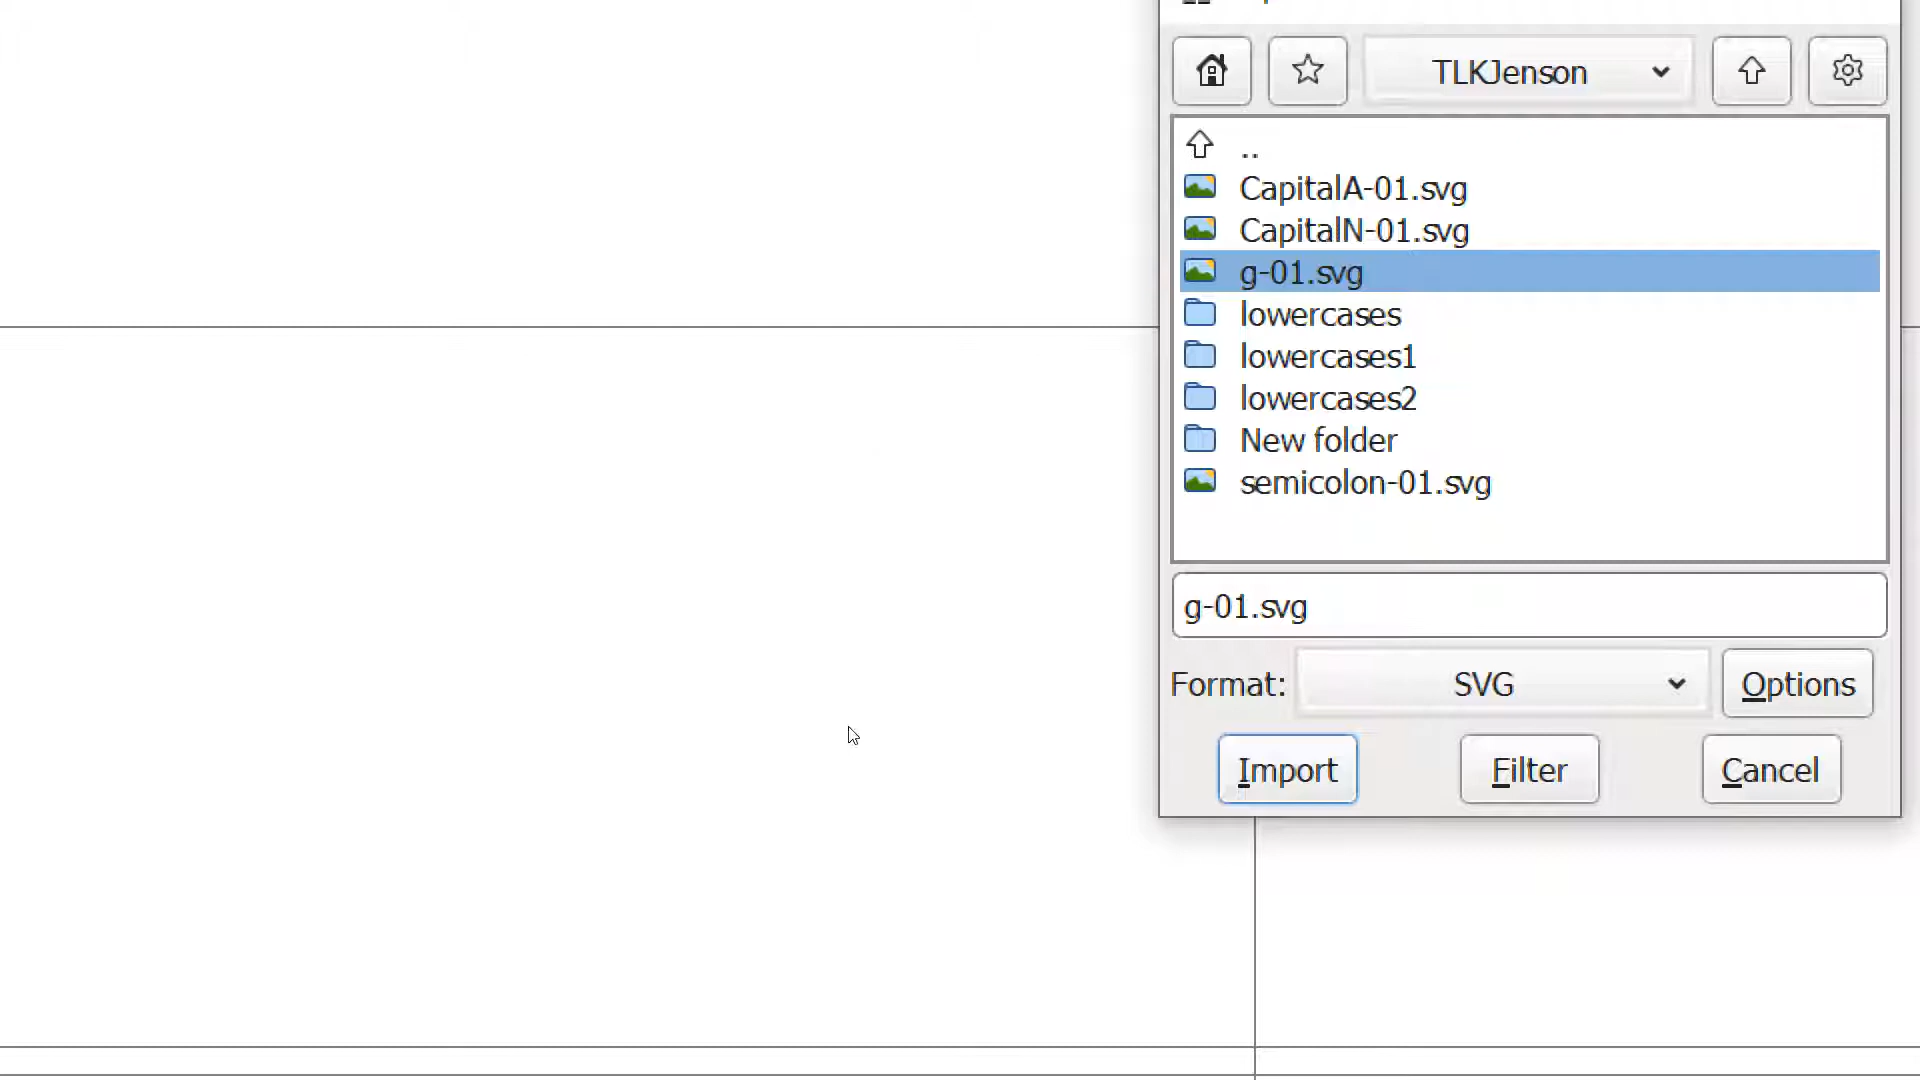 TLKJenson
..
CapitalA-01.svg
CapitalN-01.svg
g-01.svg
lowercases
lowercases1
lowercases2
New folder
semicolon-01.svg
g-01.svg
Format: SVG Options
Import Filter Cancel